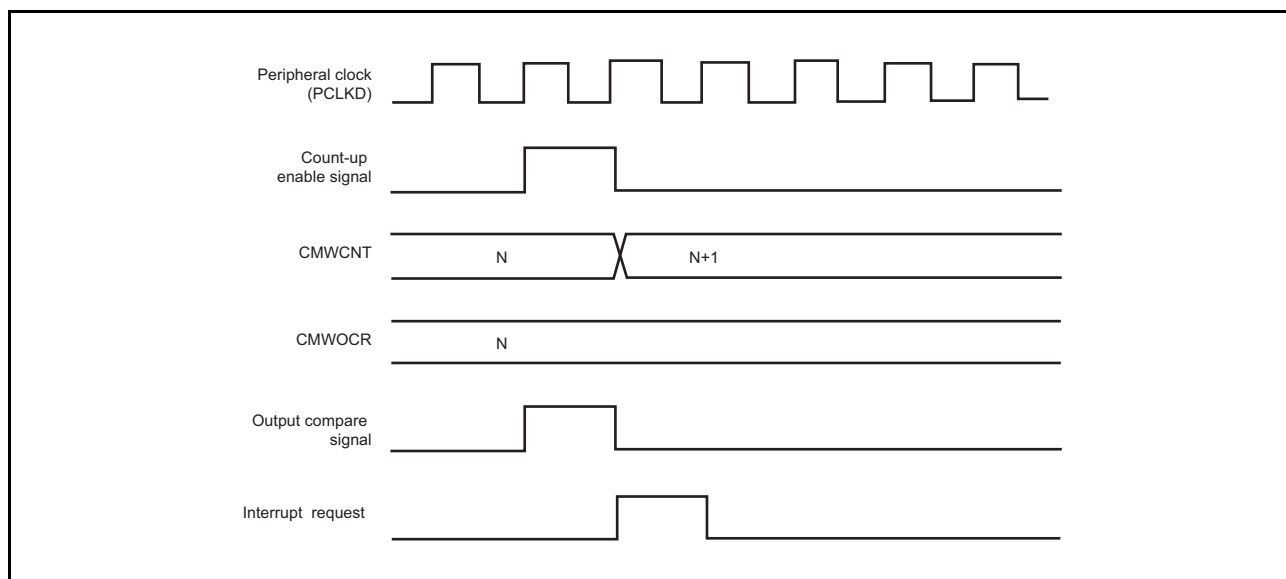 Peripheral clock
(PCLKD)
Count-up
enable signal
CMWCNT
N
N+1
CMWOCR
N
Output compare
signal
Interrupt request